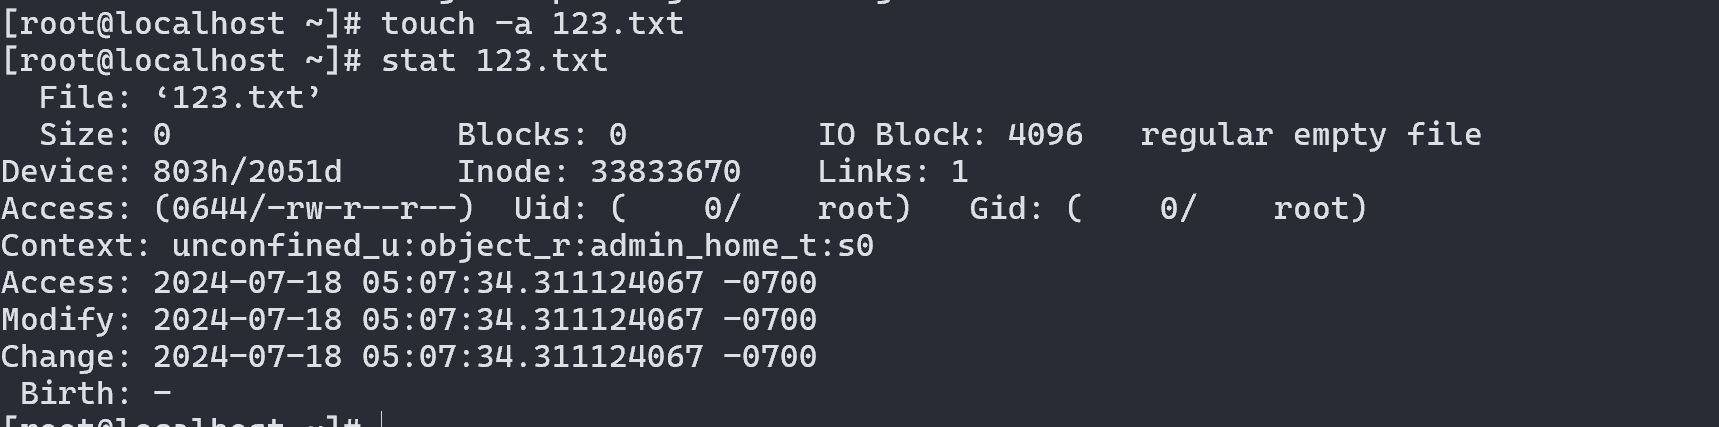 [root@localhost ~]# touch -a 123.txt
[root@localhost ~]# stat 123.txt
  File: ‘123.txt’
  Size: 0               Blocks: 0          IO Block: 4096   regular empty file
Device: 803h/2051d      Inode: 33833670    Links: 1
Access: (0644/-rw-r--r--)  Uid: (    0/    root)   Gid: (    0/    root)
Context: unconfined_u:object_r:admin_home_t:s0
Access: 2024-07-18 05:07:34.311124067 -0700
Modify: 2024-07-18 05:07:34.311124067 -0700
Change: 2024-07-18 05:07:34.311124067 -0700
 Birth: -
[root@localhost ~]#